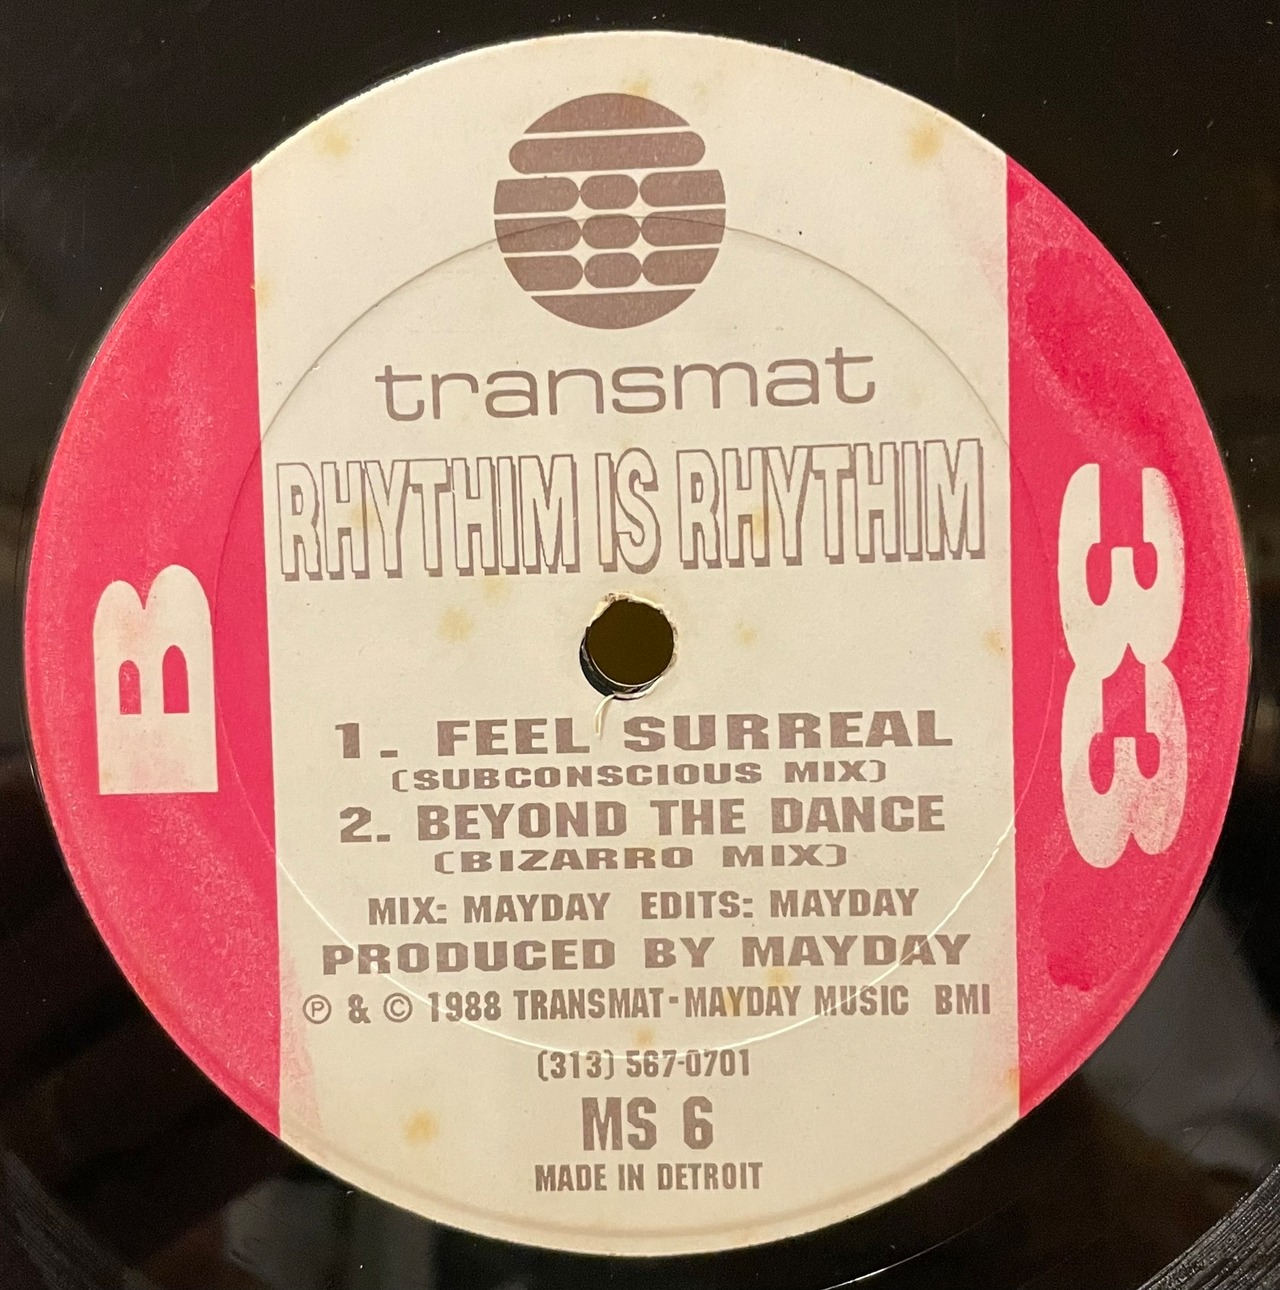 transmat
RHYTHIM IS RHYTHIM
B
33
1. FEEL SURREAL
(SUBCONSCIOUS MIX)
2. BEYOND THE DANCE
(BIZARRO MIX)
MIX: MAYDAY EDITS: MAYDAY
PRODUCED BY MAYDAY
℗ & © 1988 TRANSMAT-MAYDAY MUSIC BMI
(313) 567-0701
MS 6
MADE IN DETROIT